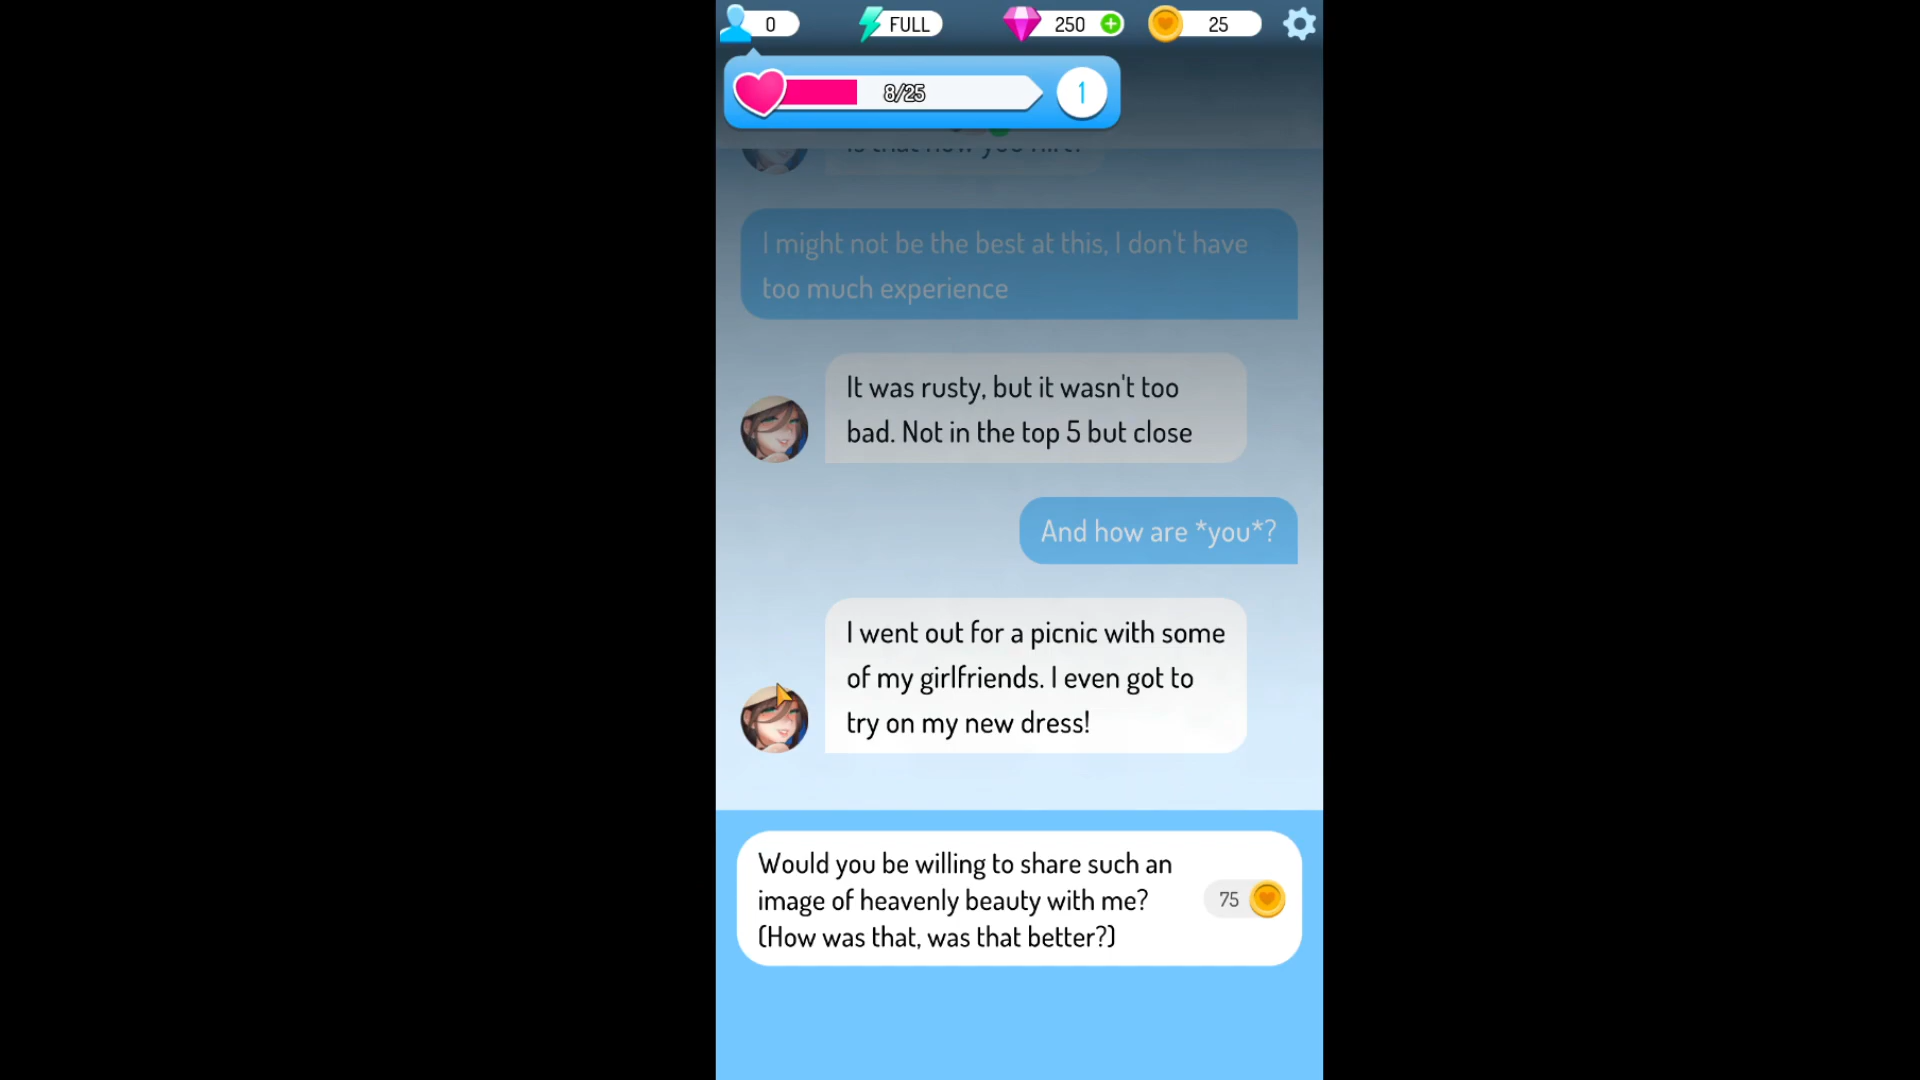 0 FULL 250 25
8/25 1
I might not be the best at this, I don't have
too much experience
It was rusty, but it wasn't too
bad. Not in the top 5 but close
And how are *you*?
I went out for a picnic with some
of my girlfriends. I even got to
try on my new dress!
Would you be willing to share such an
image of heavenly beauty with me?
(How was that, was that better?)
75